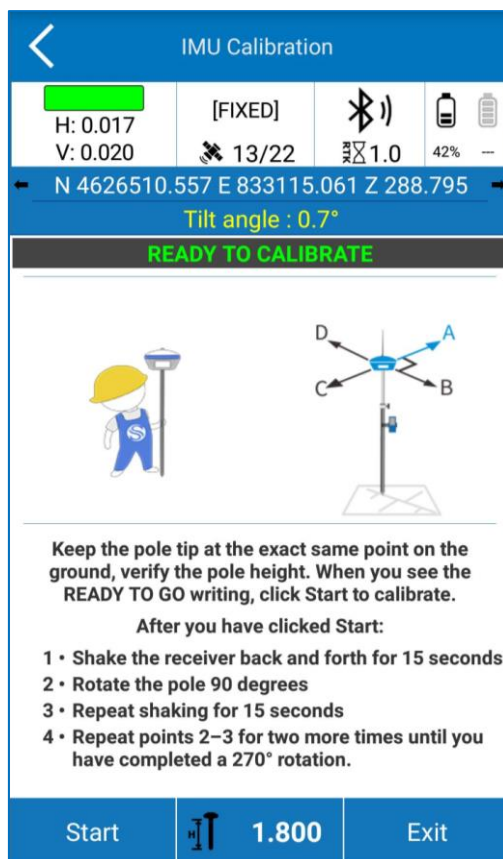 IMU Calibration
H: 0.017
V: 0.020
[FIXED]
13/22
RTK 1.0
42%
---
N 4626510.557 E 833115.061 Z 288.795
Tilt angle : 0.7°
READY TO CALIBRATE
S
D
A
C
B
Keep the pole tip at the exact same point on the
ground, verify the pole height. When you see the
READY TO GO writing, click Start to calibrate.
After you have clicked Start:
1 • Shake the receiver back and forth for 15 seconds
2 • Rotate the pole 90 degrees
3 • Repeat shaking for 15 seconds
4 • Repeat points 2–3 for two more times until you
have completed a 270° rotation.
Start
H
1.800
Exit